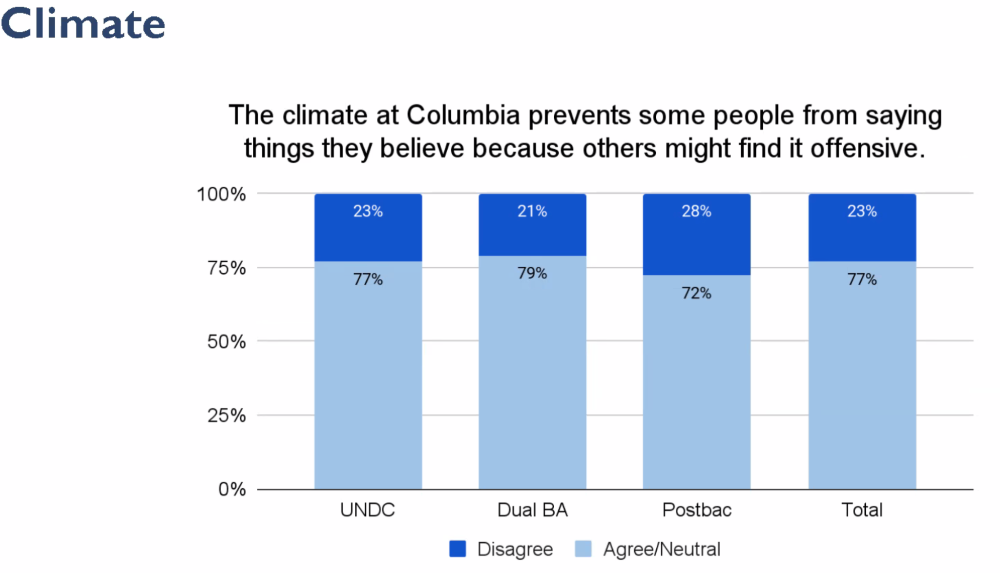 Climate
The climate at Columbia prevents some people from saying
things they believe because others might find it offensive.
100%
75%
50%
25%
0%
23%
21%
28%
23%
77%
79%
72%
77%
UNDC
Dual BA
Postbac
Total
Disagree
Agree/Neutral